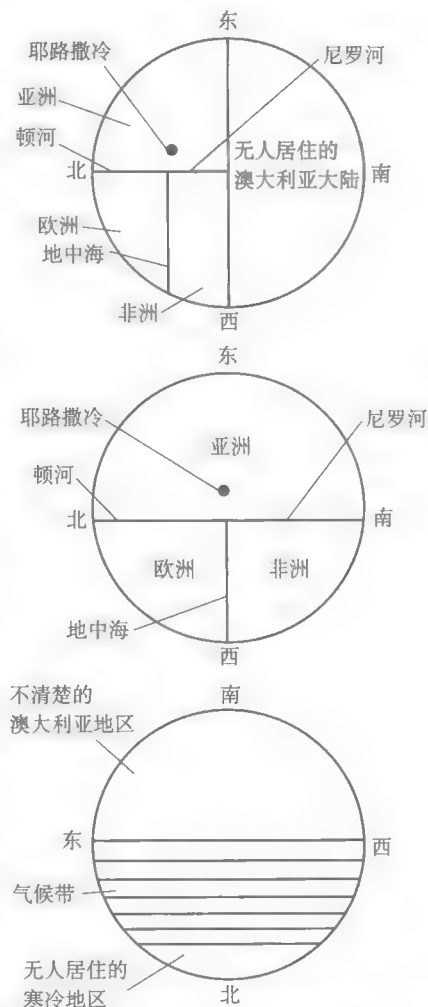 东
耶路撒冷
尼罗河
亚洲
顿河
无人居住的
澳大利亚大陆
北
南
欧洲
地中海
非洲
西
东
耶路撒冷
尼罗河
亚洲
顿河
北
南
欧洲
非洲
地中海
西
不清楚的
澳大利亚地区
南
东
西
气候带
无人居住的
寒冷地区
北